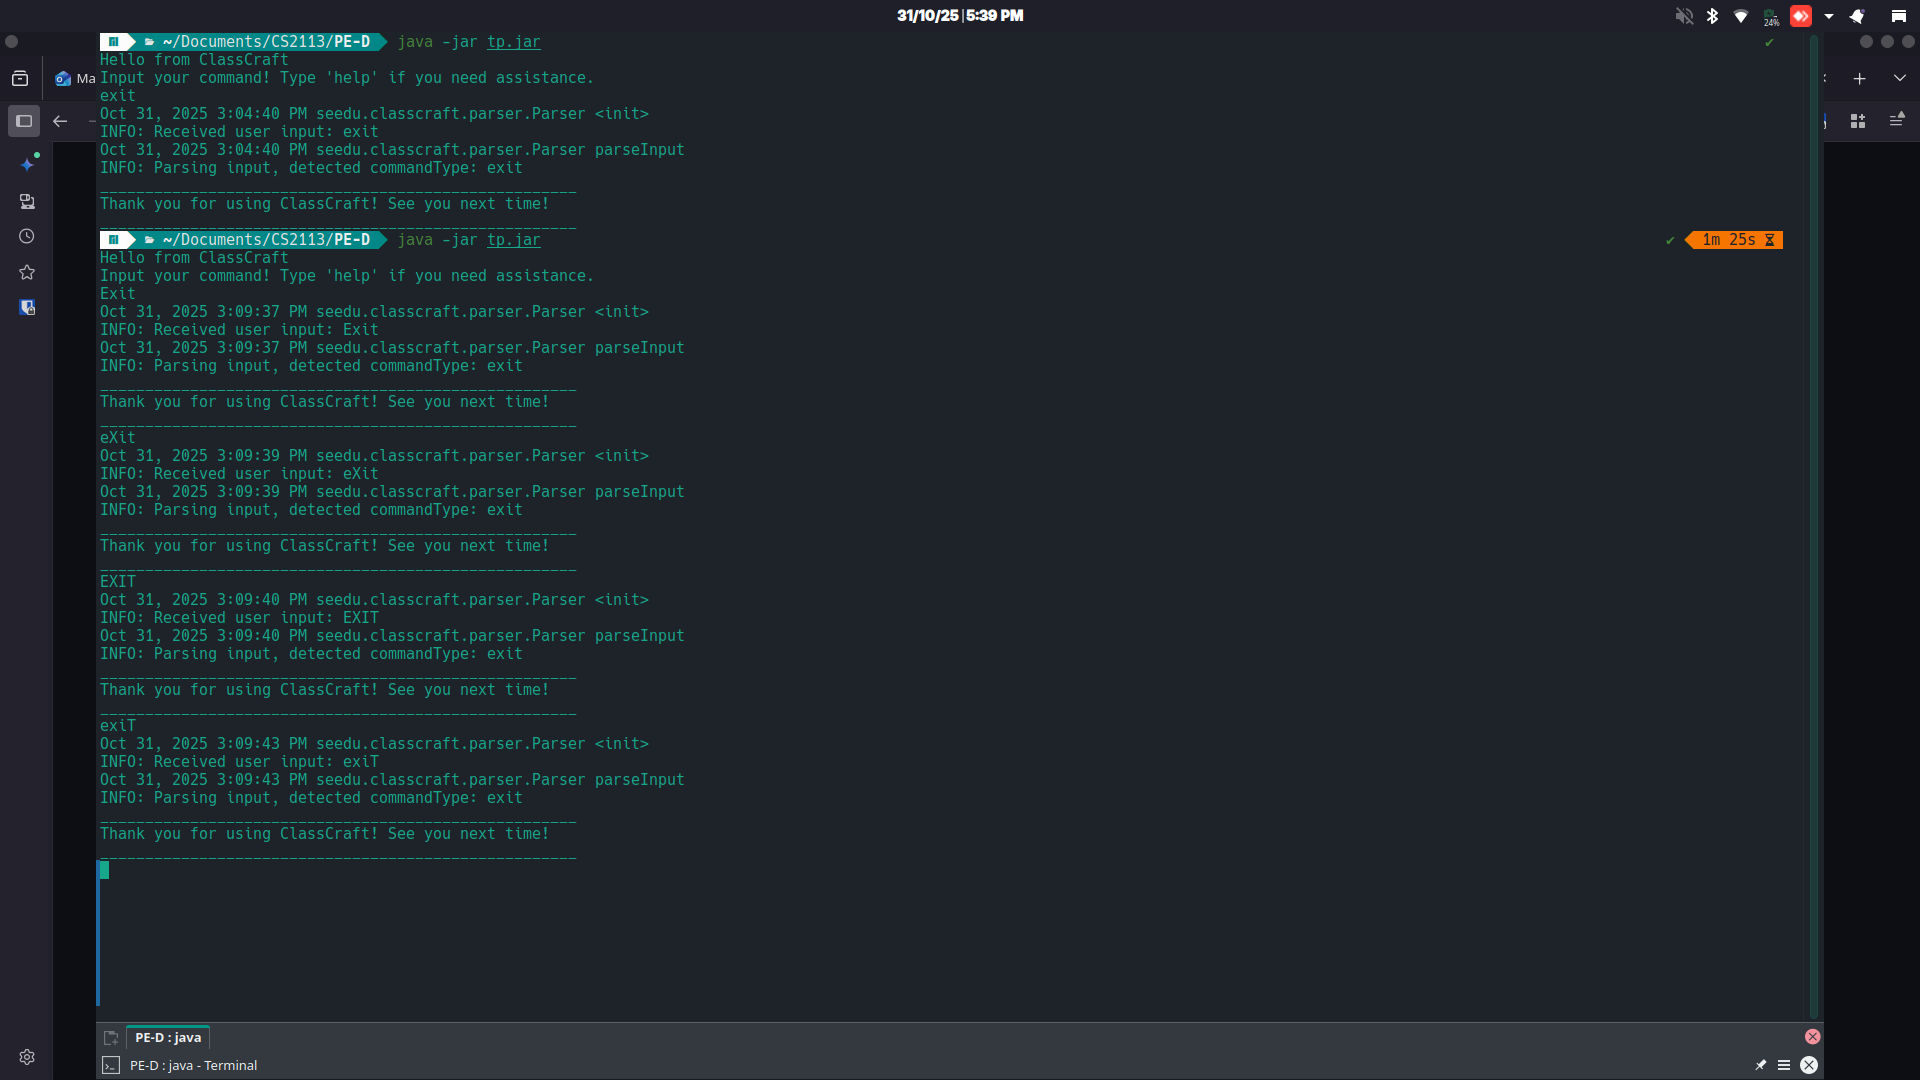 31/10/25 | 5:39 PM
24%
Ma
~/Documents/CS2113/PE-D java -jar tp.jar ✔
Hello from ClassCraft
Input your command! Type 'help' if you need assistance.
exit
Oct 31, 2025 3:04:40 PM seedu.classcraft.parser.Parser <init>
INFO: Received user input: exit
Oct 31, 2025 3:04:40 PM seedu.classcraft.parser.Parser parseInput
INFO: Parsing input, detected commandType: exit
_____________________________________________________
Thank you for using ClassCraft! See you next time!
_____________________________________________________
~/Documents/CS2113/PE-D java -jar tp.jar ✔ 1m 25s
Hello from ClassCraft
Input your command! Type 'help' if you need assistance.
Exit
Oct 31, 2025 3:09:37 PM seedu.classcraft.parser.Parser <init>
INFO: Received user input: Exit
Oct 31, 2025 3:09:37 PM seedu.classcraft.parser.Parser parseInput
INFO: Parsing input, detected commandType: exit
_____________________________________________________
Thank you for using ClassCraft! See you next time!
_____________________________________________________
eXit
Oct 31, 2025 3:09:39 PM seedu.classcraft.parser.Parser <init>
INFO: Received user input: eXit
Oct 31, 2025 3:09:39 PM seedu.classcraft.parser.Parser parseInput
INFO: Parsing input, detected commandType: exit
_____________________________________________________
Thank you for using ClassCraft! See you next time!
_____________________________________________________
EXIT
Oct 31, 2025 3:09:40 PM seedu.classcraft.parser.Parser <init>
INFO: Received user input: EXIT
Oct 31, 2025 3:09:40 PM seedu.classcraft.parser.Parser parseInput
INFO: Parsing input, detected commandType: exit
_____________________________________________________
Thank you for using ClassCraft! See you next time!
_____________________________________________________
exiT
Oct 31, 2025 3:09:43 PM seedu.classcraft.parser.Parser <init>
INFO: Received user input: exiT
Oct 31, 2025 3:09:43 PM seedu.classcraft.parser.Parser parseInput
INFO: Parsing input, detected commandType: exit
_____________________________________________________
Thank you for using ClassCraft! See you next time!
_____________________________________________________
PE-D : java
PE-D : java - Terminal